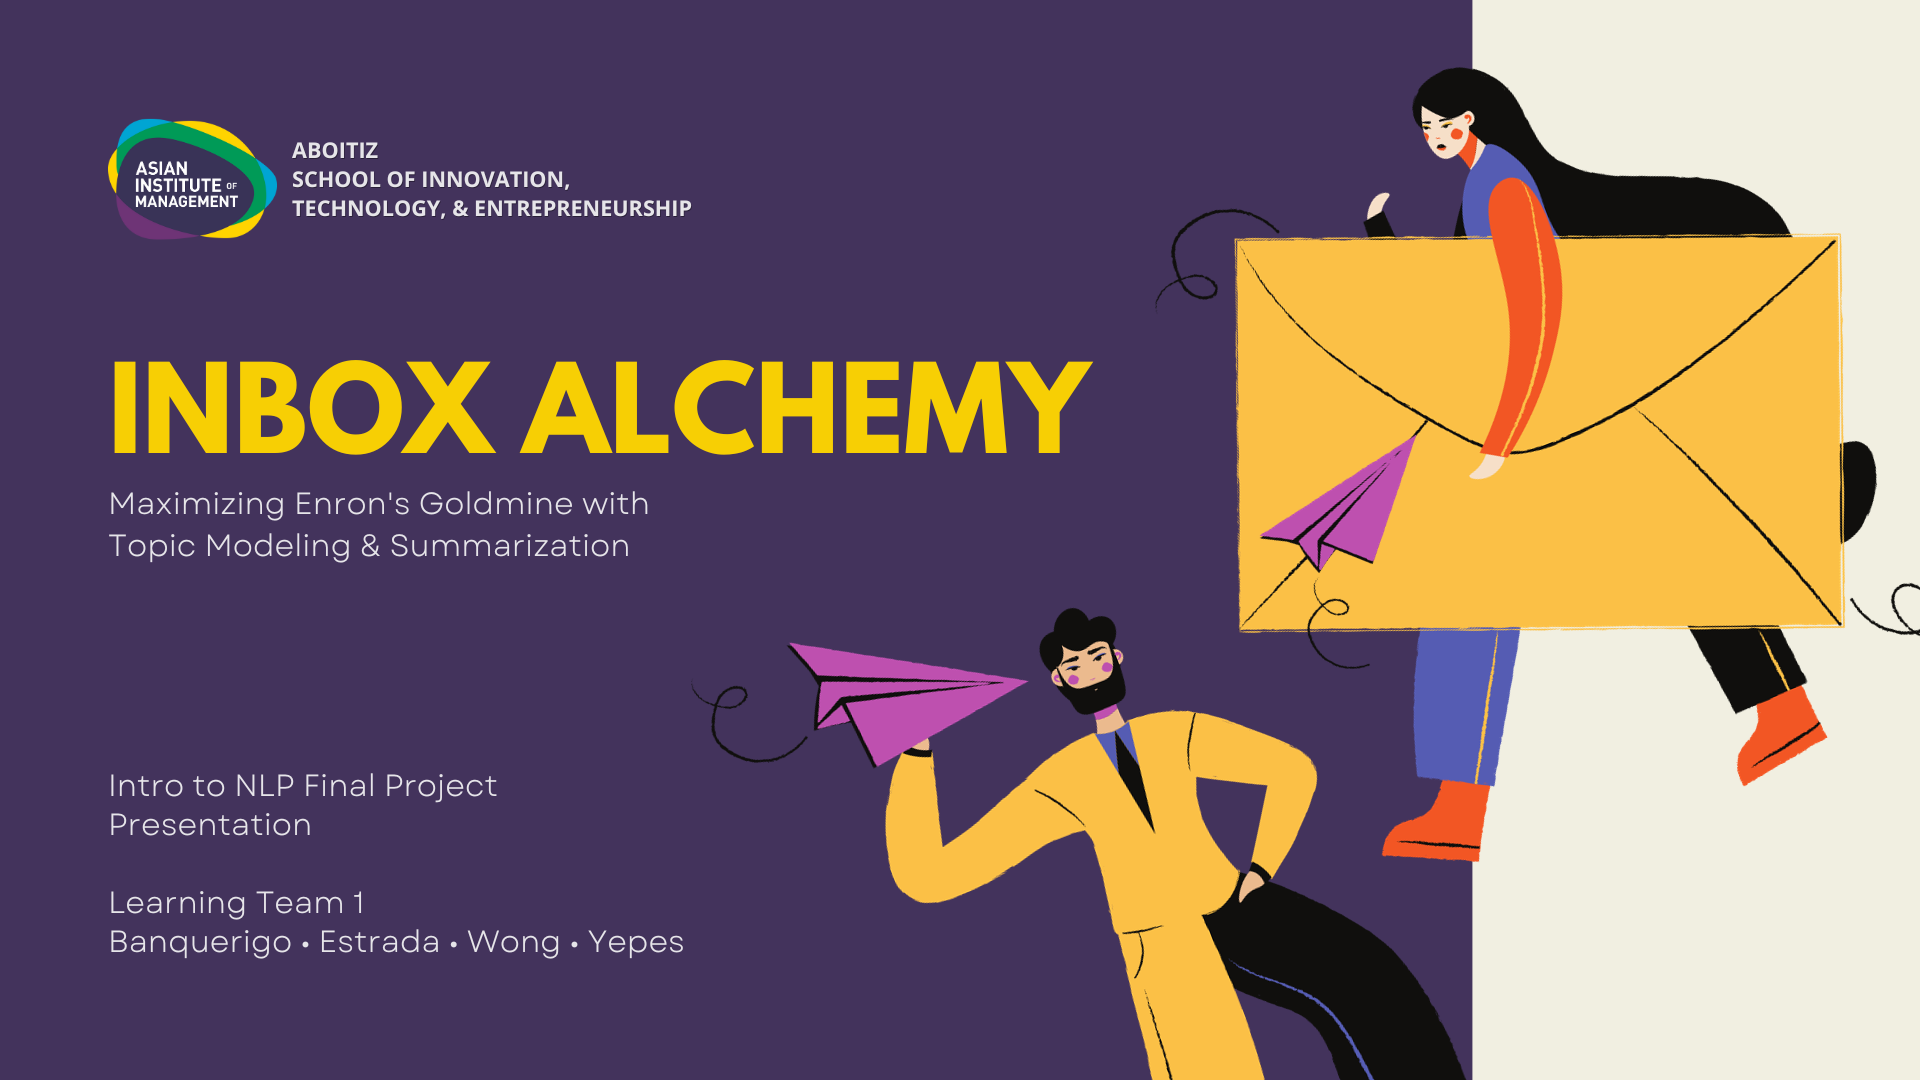 ASIAN
INSTITUTE OF
MANAGEMENT
ABOITIZ
SCHOOL OF INNOVATION,
TECHNOLOGY, & ENTREPRENEURSHIP
INBOX ALCHEMY
Maximizing Enron's Goldmine with
Topic Modeling & Summarization
Intro to NLP Final Project
Presentation
Learning Team 1
Banquerigo • Estrada • Wong • Yepes